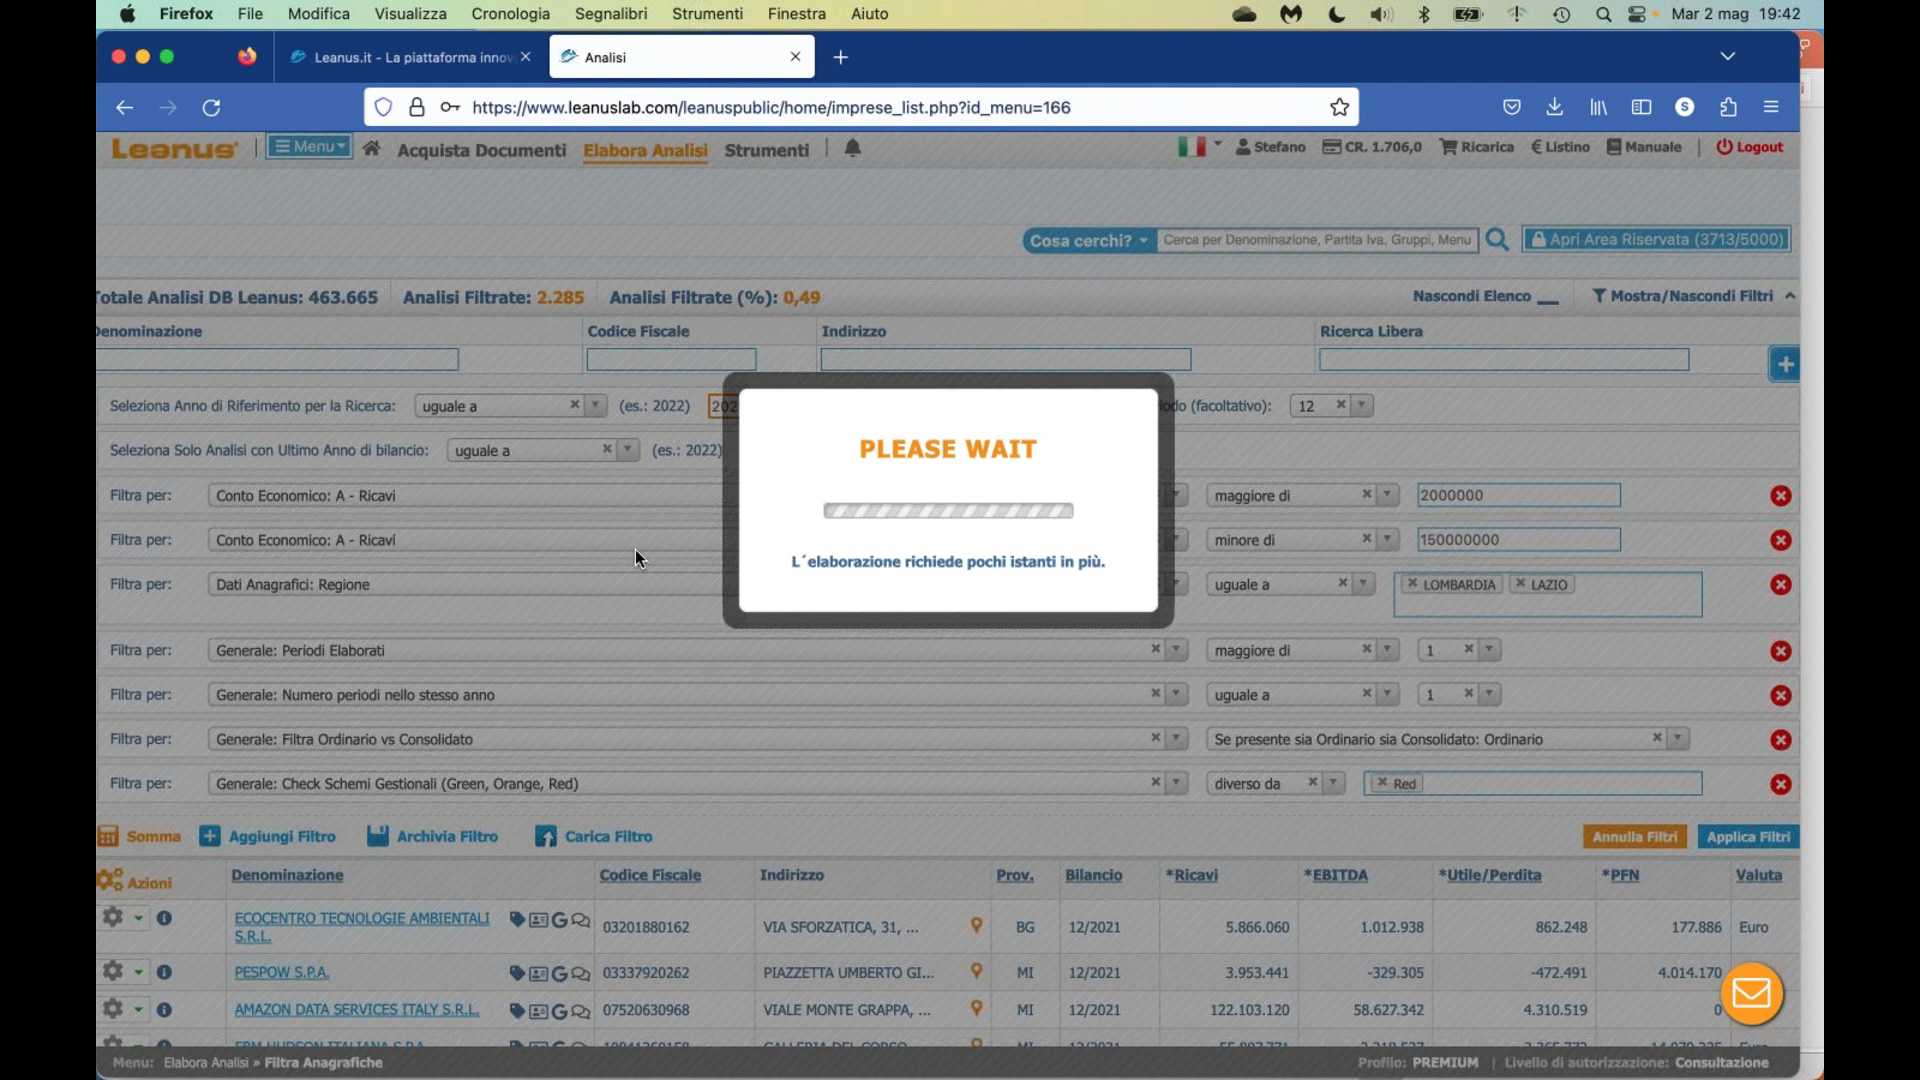 Firefox File Modifica Visualizza Cronologia Segnalibri Strumenti Finestra Aiuto Mar 2 mag 19:42
Leanus.it - La piattaforma innov Analisi
https://www.leanuslab.com/leanuspublic/home/imprese_list.php?id_menu=166 S
Leanus Menu Acquista Documenti Elabora Analisi Strumenti Stefano CR. 1.706,0 Ricarica € Listino Manuale Logout
Cosa cerchi? Cerca per Denominazione, Partita Iva, Gruppi, Menu Apri Area Riservata (3713/5000)
Totale Analisi DB Leanus: 463.665 Analisi Filtrate: 2.285 Analisi Filtrate (%): 0,49 Nascondi Elenco Mostra/Nascondi Filtri
Denominazione Codice Fiscale Indirizzo Ricerca Libera
Seleziona Anno di Riferimento per la Ricerca: uguale a (es.: 2022) 202 (facoltativo): 12
Seleziona Solo Analisi con Ultimo Anno di bilancio: uguale a (es.: 2022)
PLEASE WAIT
L´elaborazione richiede pochi istanti in più.
Filtra per: Conto Economico: A - Ricavi maggiore di 2000000
Filtra per: Conto Economico: A - Ricavi minore di 150000000
Filtra per: Dati Anagrafici: Regione uguale a × LOMBARDIA × LAZIO
Filtra per: Generale: Periodi Elaborati maggiore di 1
Filtra per: Generale: Numero periodi nello stesso anno uguale a 1
Filtra per: Generale: Filtra Ordinario vs Consolidato Se presente sia Ordinario sia Consolidato: Ordinario
Filtra per: Generale: Check Schemi Gestionali (Green, Orange, Red) diverso da × Red
Somma Aggiungi Filtro Archivia Filtro Carica Filtro Annulla Filtri Applica Filtri
Azioni Denominazione Codice Fiscale Indirizzo Prov. Bilancio *Ricavi *EBITDA *Utile/Perdita *PFN Valuta
ECOCENTRO TECNOLOGIE AMBIENTALI S.R.L. 03201880162 VIA SFORZATICA, 31, ... BG 12/2021 5.866.060 1.012.938 862.248 177.886 Euro
PESPOW S.P.A. 03337920262 PIAZZETTA UMBERTO GI... MI 12/2021 3.953.441 -329.305 -472.491 4.014.170
AMAZON DATA SERVICES ITALY S.R.L. 07520630968 VIALE MONTE GRAPPA, ... MI 12/2021 122.103.120 58.627.342 4.310.519 0
Menu: Elabora Analisi » Filtra Anagrafiche Profilo: PREMIUM | Livello di autorizzazione: Consultazione